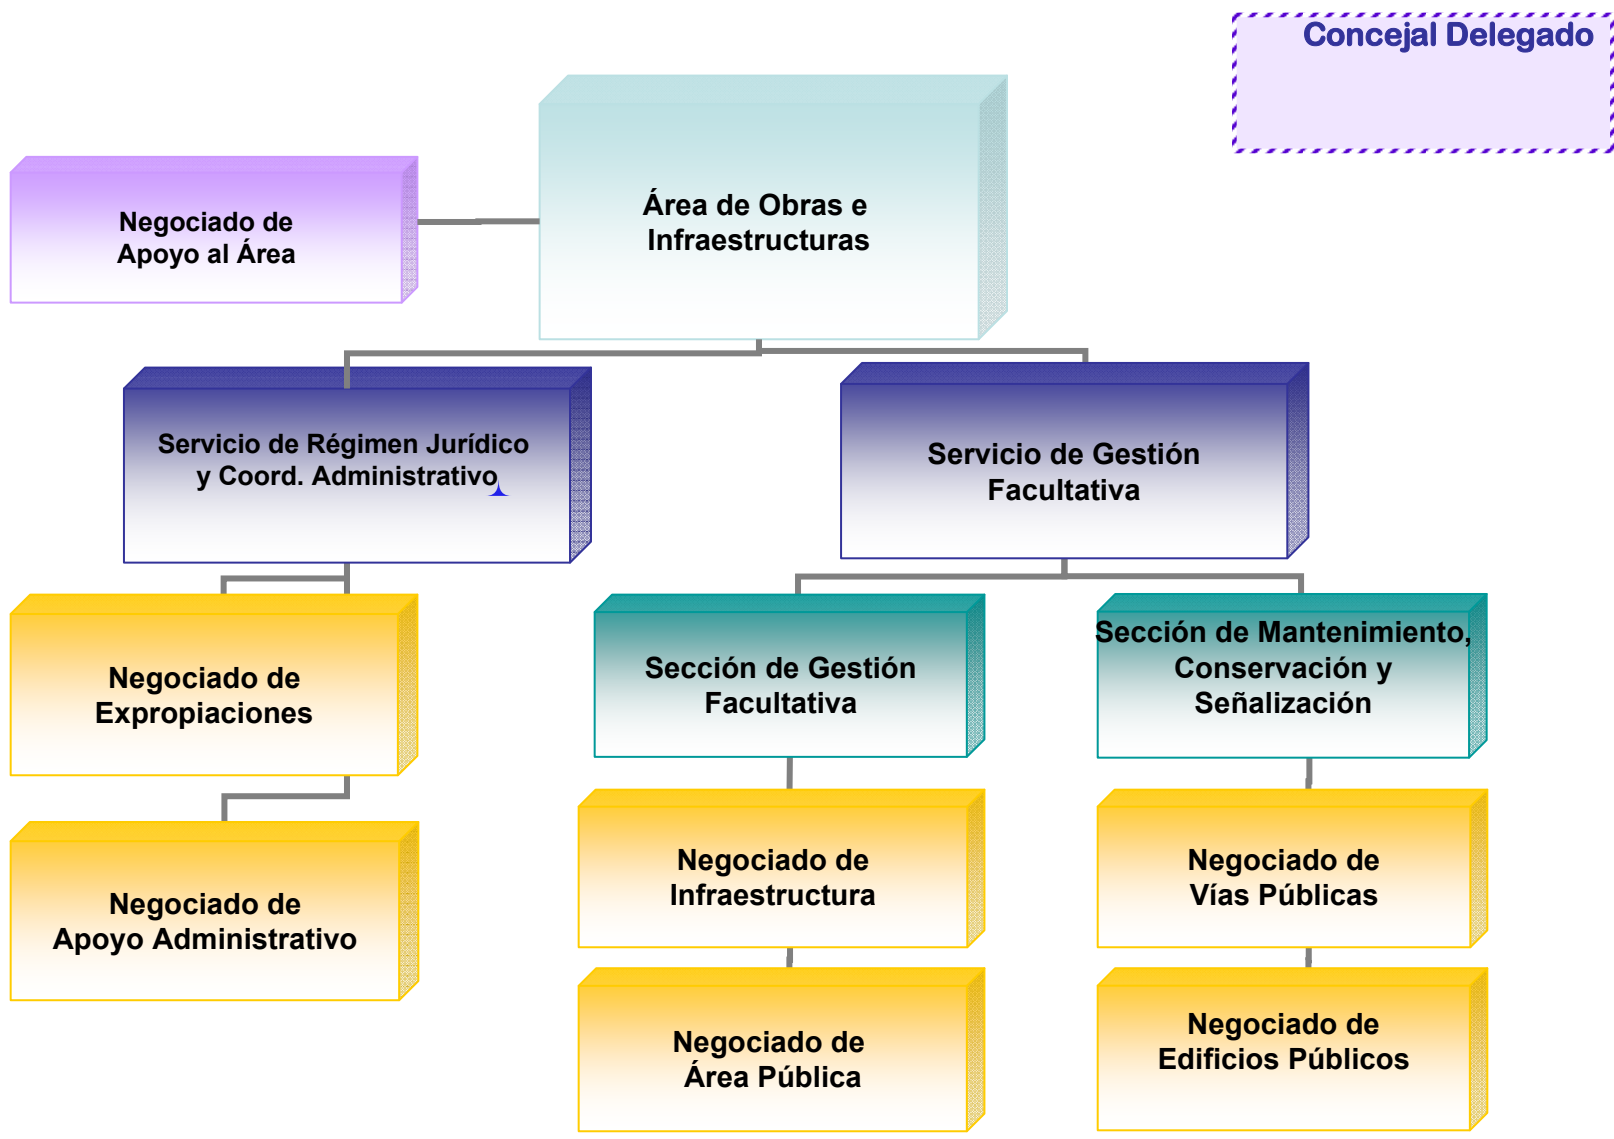 Concejal Delegado
Área de Obras e
Infraestructuras
Negociado de
Apoyo al Área
Servicio de Régimen Jurídico
y Coord. Administrativo
Servicio de Gestión
Facultativa
Negociado de
Expropiaciones
Sección de Gestión
Facultativa
Sección de Mantenimiento,
Conservación y
Señalización
Negociado de
Apoyo Administrativo
Negociado de
Infraestructura
Negociado de
Vías Públicas
Negociado de
Área Pública
Negociado de
Edificios Públicos